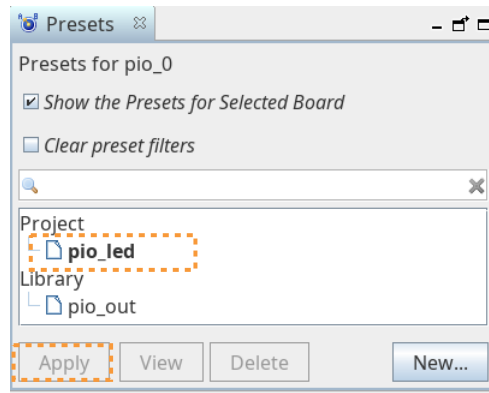 Presets
Presets for pio_0
Show the Presets for Selected Board
Clear preset filters
Project
pio_led
Library
pio_out
Apply View Delete New...